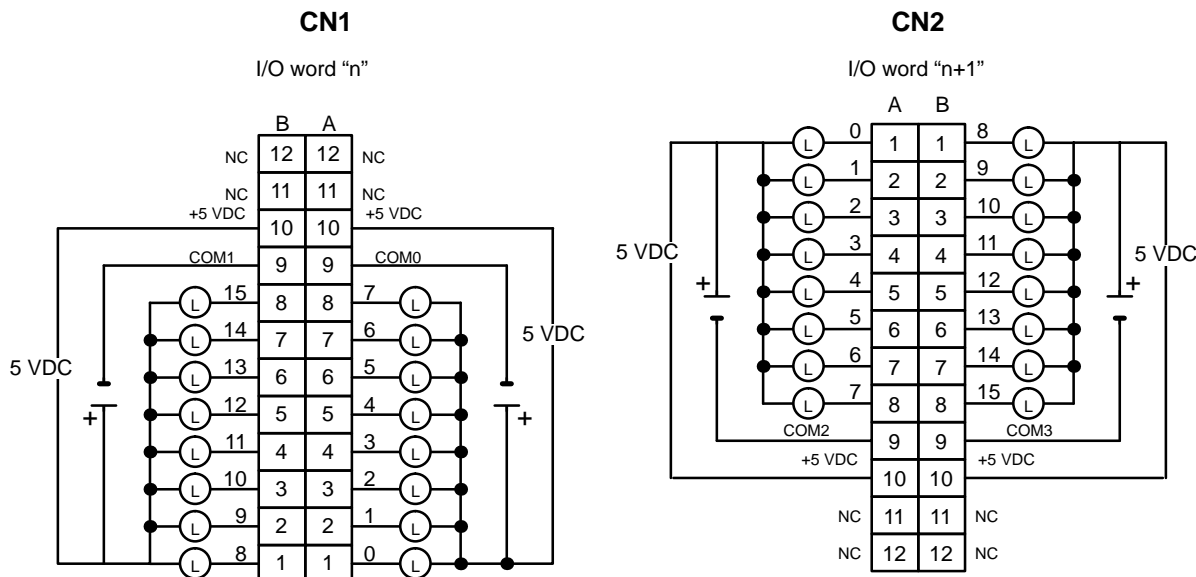 CN1
I/O word “n”
B A
NC 12 12 NC
NC 11 11 NC
+5 VDC 10 10 +5 VDC
COM1 9 9 COM0
L 15 8 8 7 L
L 14 7 7 6 L
5 VDC 5 VDC
L 13 6 6 5 L
+ L 12 5 5 4 L +
L 11 4 4 3 L
L 10 3 3 2 L
L 9 2 2 1 L
L 8 1 1 0 L
CN2
I/O word “n+1”
A B
L 0 1 1 8 L
L 1 2 2 9 L
L 2 3 3 10 L
5 VDC L 3 4 4 11 L 5 VDC
+ L 4 5 5 12 L +
L 5 6 6 13 L
L 6 7 7 14 L
L 7 8 8 15 L
COM2 9 9 COM3
+5 VDC 10 10 +5 VDC
NC 11 11 NC
NC 12 12 NC